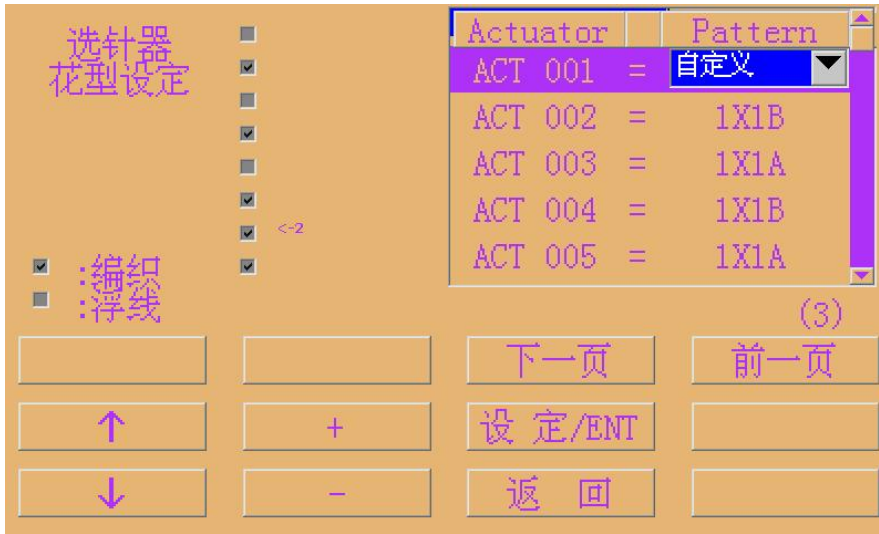 选针器
花型设定
<-2
:编织
:浮线
Actuator Pattern
ACT 001 = 自定义
ACT 002 = 1X1B
ACT 003 = 1X1A
ACT 004 = 1X1B
ACT 005 = 1X1A
(3)
下一页 前一页
↑ + 设 定/ENT
↓ - 返 回